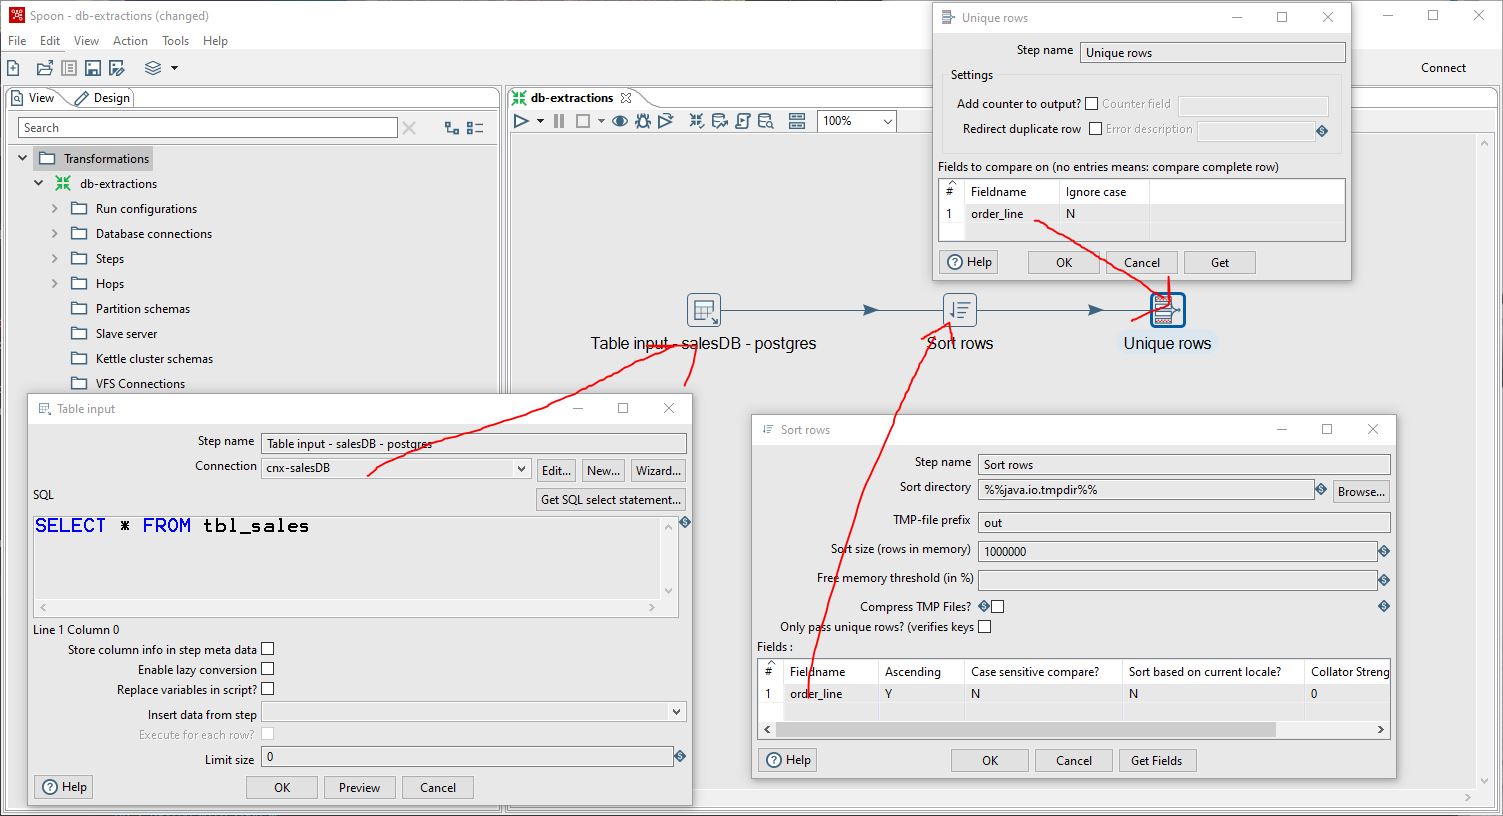 Spoon - db-extractions (changed)
File Edit View Action Tools Help
Connect
View Design
Search
Transformations
db-extractions
Run configurations
Database connections
Steps
Hops
Partition schemas
Slave server
Kettle cluster schemas
VFS Connections
db-extractions
100%
Table input - salesDB - postgres
Sort rows
Unique rows
Unique rows
Step name Unique rows
Settings
Add counter to output? Counter field
Redirect duplicate row Error description
Fields to compare on (no entries means: compare complete row)
# Fieldname Ignore case
1 order_line N
Help OK Cancel Get
Table input
Step name Table input - salesDB - postgres
Connection cnx-salesDB Edit... New... Wizard...
SQL Get SQL select statement...
SELECT * FROM tbl_sales
Line 1 Column 0
Store column info in step meta data
Enable lazy conversion
Replace variables in script?
Insert data from step
Execute for each row?
Limit size 0
Help OK Preview Cancel
Sort rows
Step name Sort rows
Sort directory %%java.io.tmpdir%% Browse...
TMP-file prefix out
Sort size (rows in memory) 1000000
Free memory threshold (in %)
Compress TMP Files?
Only pass unique rows? (verifies keys
Fields :
# Fieldname Ascending Case sensitive compare? Sort based on current locale? Collator Streng
1 order_line Y N N 0
Help OK Cancel Get Fields